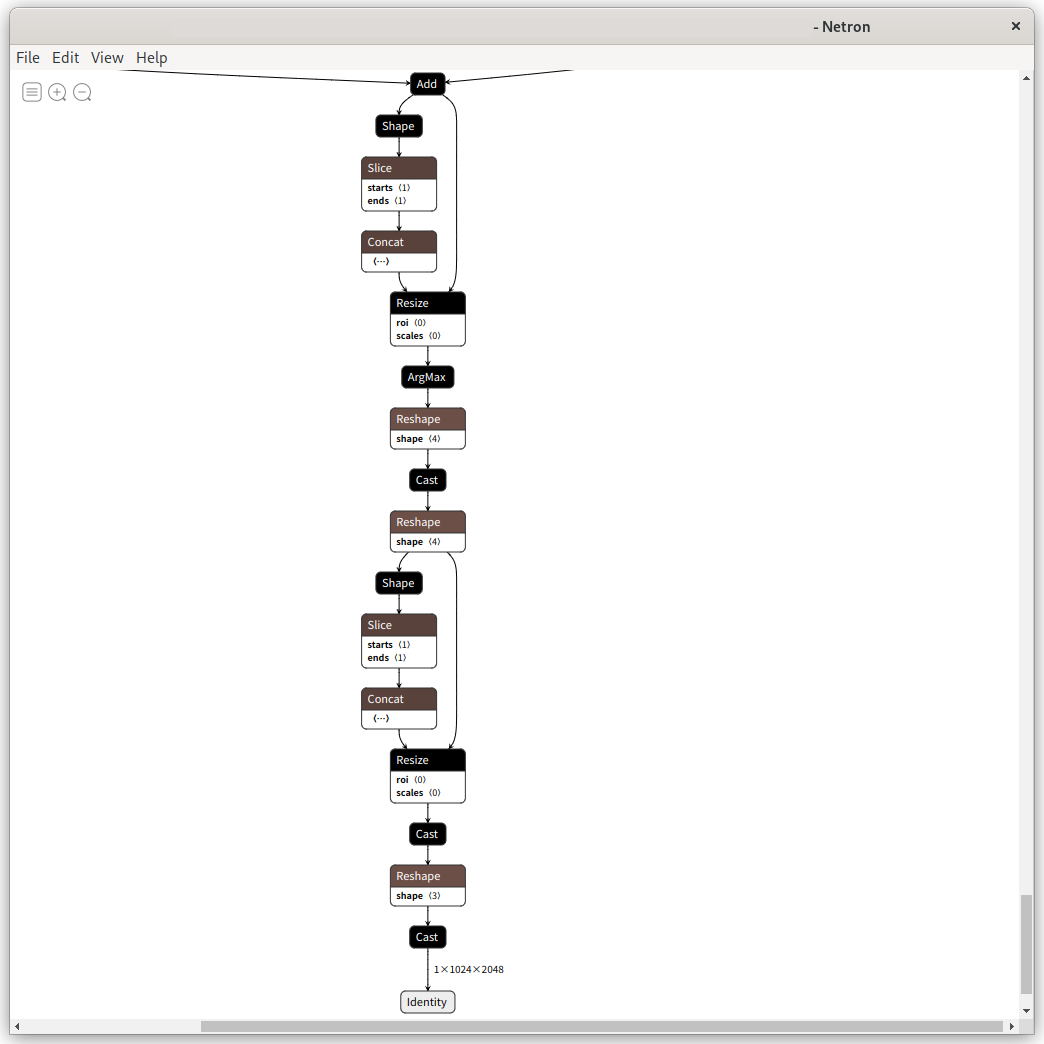 - Netron
File Edit View Help
Add
Shape
Slice
starts ⟨1⟩
ends ⟨1⟩
Concat
⟨…⟩
Resize
roi ⟨0⟩
scales ⟨0⟩
ArgMax
Reshape
shape ⟨4⟩
Cast
Reshape
shape ⟨4⟩
Shape
Slice
starts ⟨1⟩
ends ⟨1⟩
Concat
⟨…⟩
Resize
roi ⟨0⟩
scales ⟨0⟩
Cast
Reshape
shape ⟨3⟩
Cast
1×1024×2048
Identity